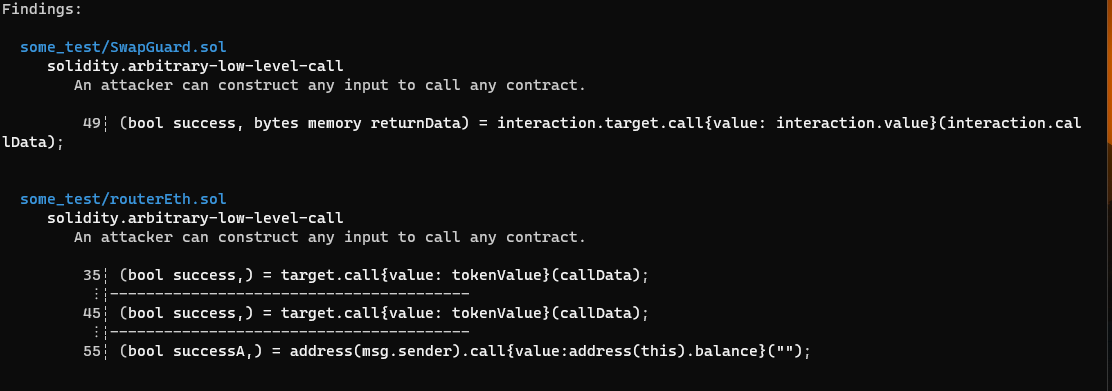 Findings:
some_test/SwapGuard.sol
solidity.arbitrary-low-level-call
An attacker can construct any input to call any contract.
49┆ (bool success, bytes memory returnData) = interaction.target.call{value: interaction.value}(interaction.cal
lData);
some_test/routerEth.sol
solidity.arbitrary-low-level-call
An attacker can construct any input to call any contract.
35┆ (bool success,) = target.call{value: tokenValue}(callData);
⋮┆----------------------------------------
45┆ (bool success,) = target.call{value: tokenValue}(callData);
⋮┆----------------------------------------
55┆ (bool successA,) = address(msg.sender).call{value:address(this).balance}("");